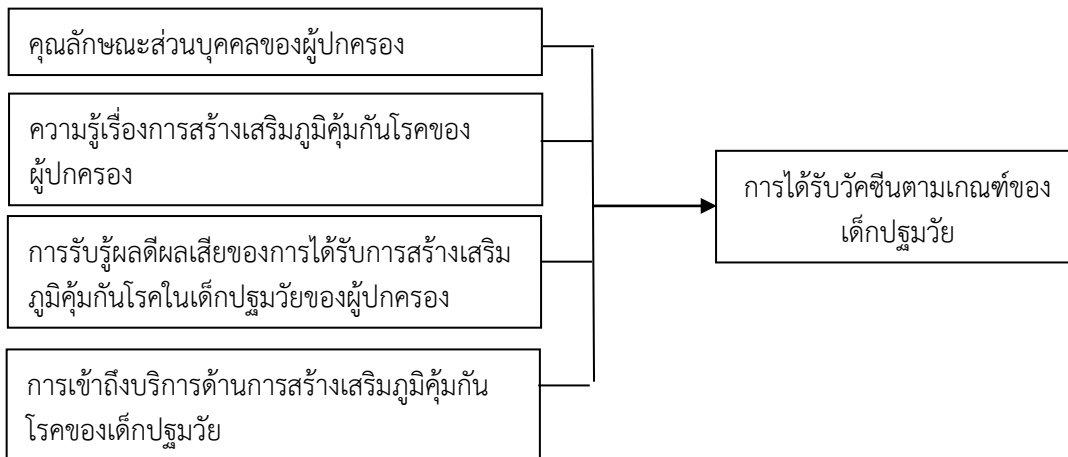 คุณลักษณะส่วนบุคคลของผู้ปกครอง
ความรู้เรื่องการสร้างเสริมภูมิคุ้มกันโรคของ
ผู้ปกครอง
การรับรู้ผลดีผลเสียของการได้รับการสร้างเสริม
ภูมิคุ้มกันโรคในเด็กปฐมวัยของผู้ปกครอง
การเข้าถึงบริการด้านการสร้างเสริมภูมิคุ้มกัน
โรคของเด็กปฐมวัย
การได้รับวัคซีนตามเกณฑ์ของ
เด็กปฐมวัย